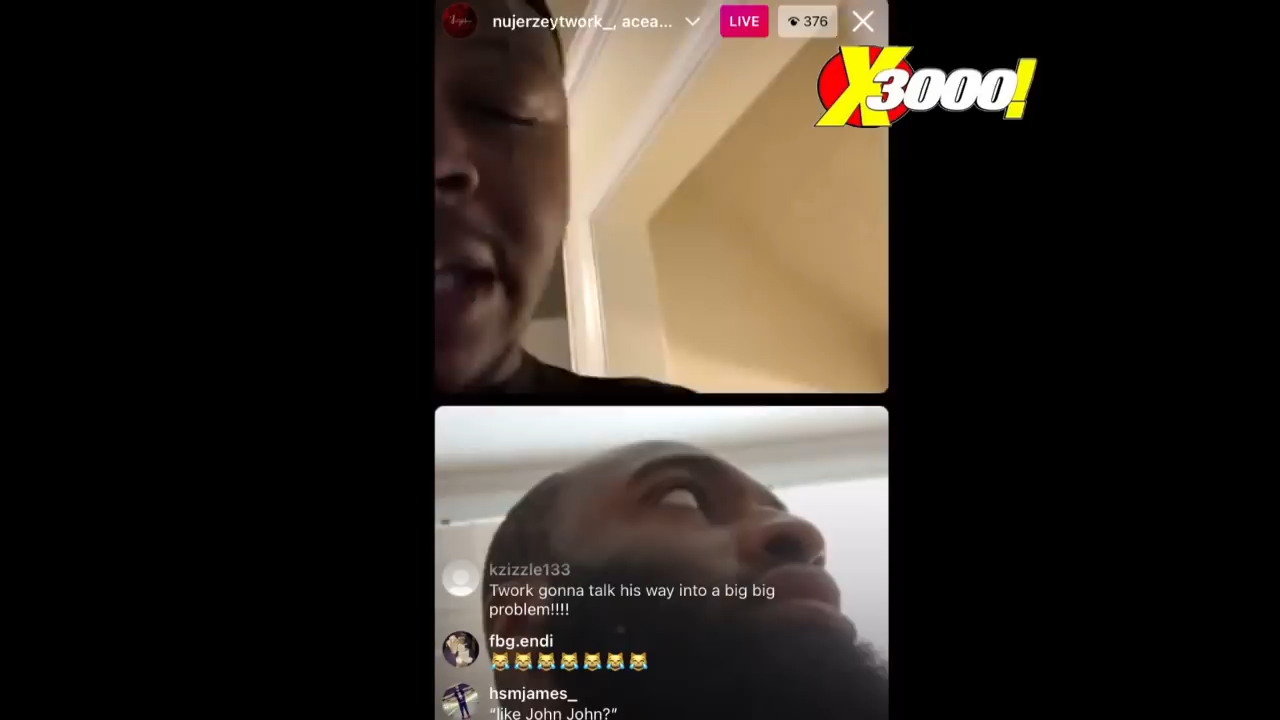 nujerzeytwork_, acea...
LIVE
376
X3000!
kzizzle133
Twork gonna talk his way into a big big
problem!!!!
fbg.endi
😹😹😹😹😹😹😹
hsmjames_
“like John John?”